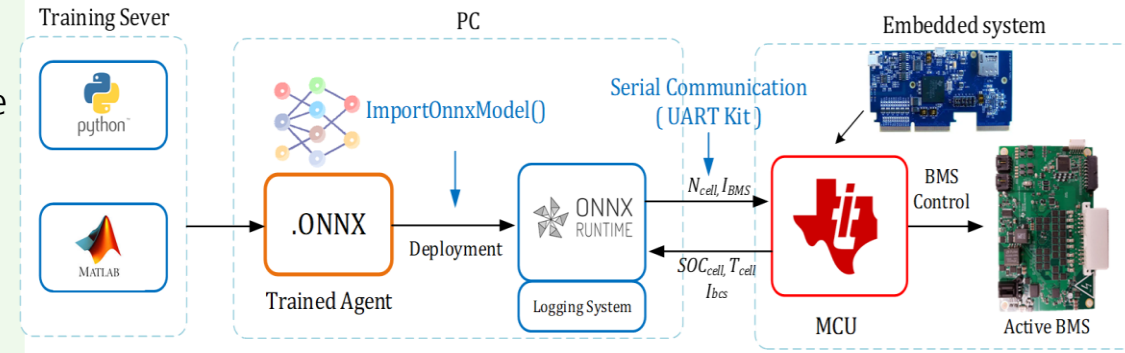 Training Sever
PC
Embedded system
e
python
MATLAB
ImportOnnxModel()
.ONNX
Trained Agent
Deployment
ONNX
RUNTIME
Logging System
Serial Communication
( UART Kit )
N_cell, I_BMS
SOC_cell, T_cell
I_bcs
MCU
BMS
Control
Active BMS